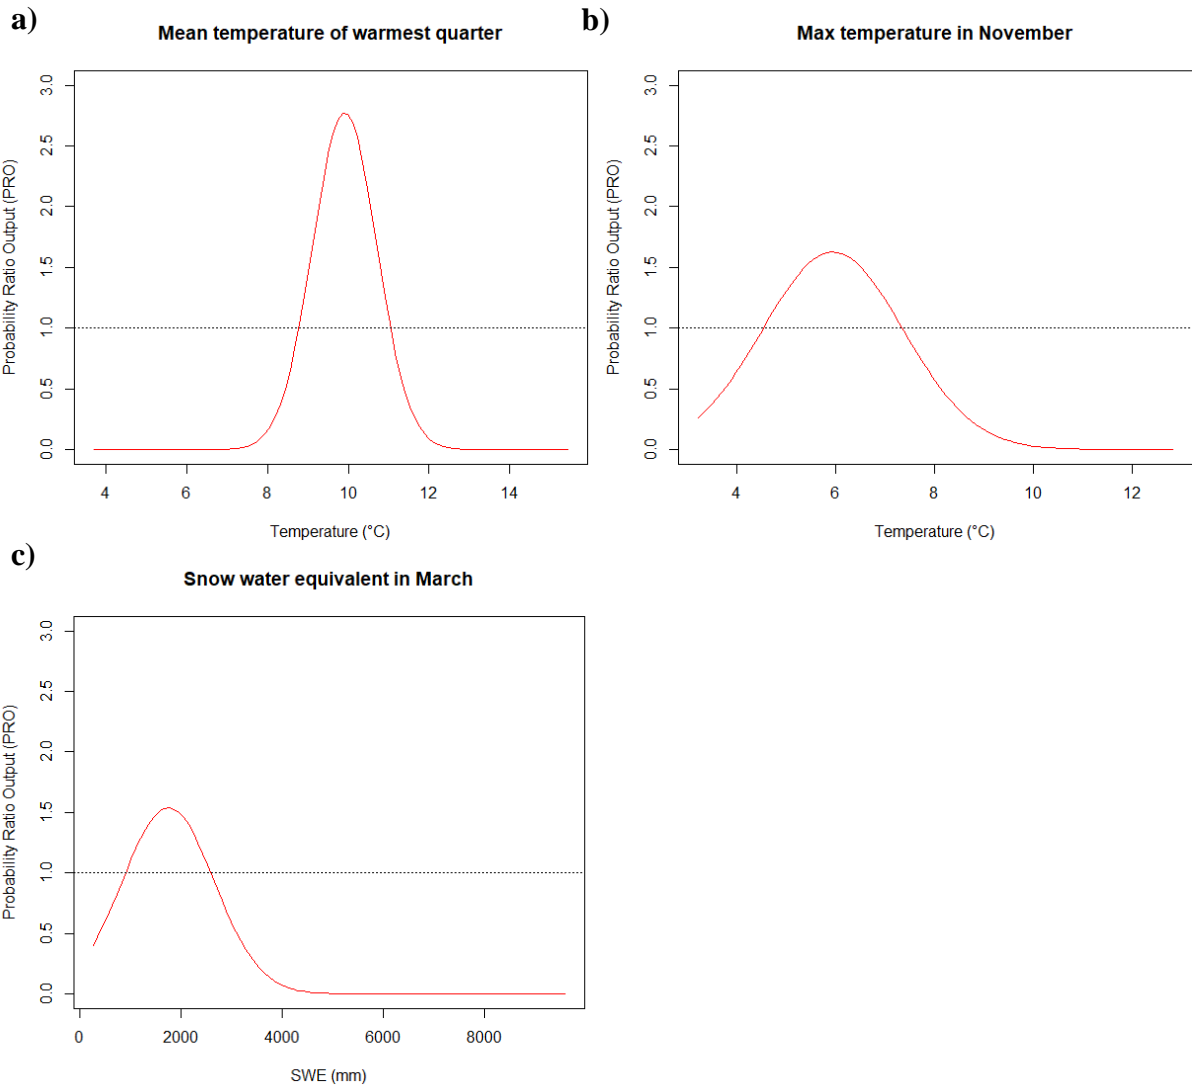 a)
Mean temperature of warmest quarter
Probability Ratio Output (PRO)
3.0
2.5
2.0
1.5
1.0
0.5
0.0
4 6 8 10 12 14
Temperature (°C)
b)
Max temperature in November
Probability Ratio Output (PRO)
3.0
2.5
2.0
1.5
1.0
0.5
0.0
4 6 8 10 12
Temperature (°C)
c)
Snow water equivalent in March
Probability Ratio Output (PRO)
3.0
2.5
2.0
1.5
1.0
0.5
0.0
0 2000 4000 6000 8000
SWE (mm)